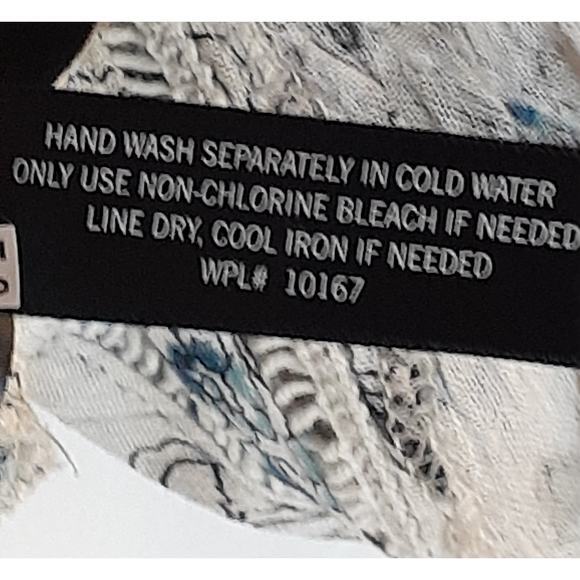 HAND WASH SEPARATELY IN COLD WATER
ONLY USE NON-CHLORINE BLEACH IF NEEDED
LINE DRY, COOL IRON IF NEEDED
WPL# 10167